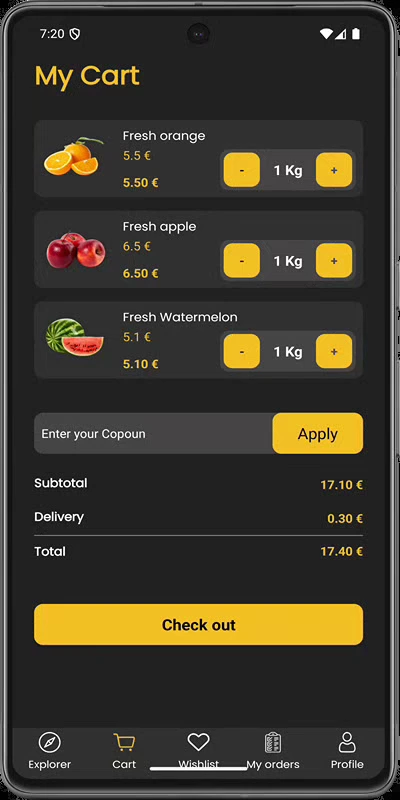 7:20
My Cart
Fresh orange
5.5 €
5.50 €
- 1 Kg +
Fresh apple
6.5 €
6.50 €
- 1 Kg +
Fresh Watermelon
5.1 €
5.10 €
- 1 Kg +
Enter your Copoun Apply
Subtotal 17.10 €
Delivery 0.30 €
Total 17.40 €
Check out
Explorer Cart Wishlist My orders Profile